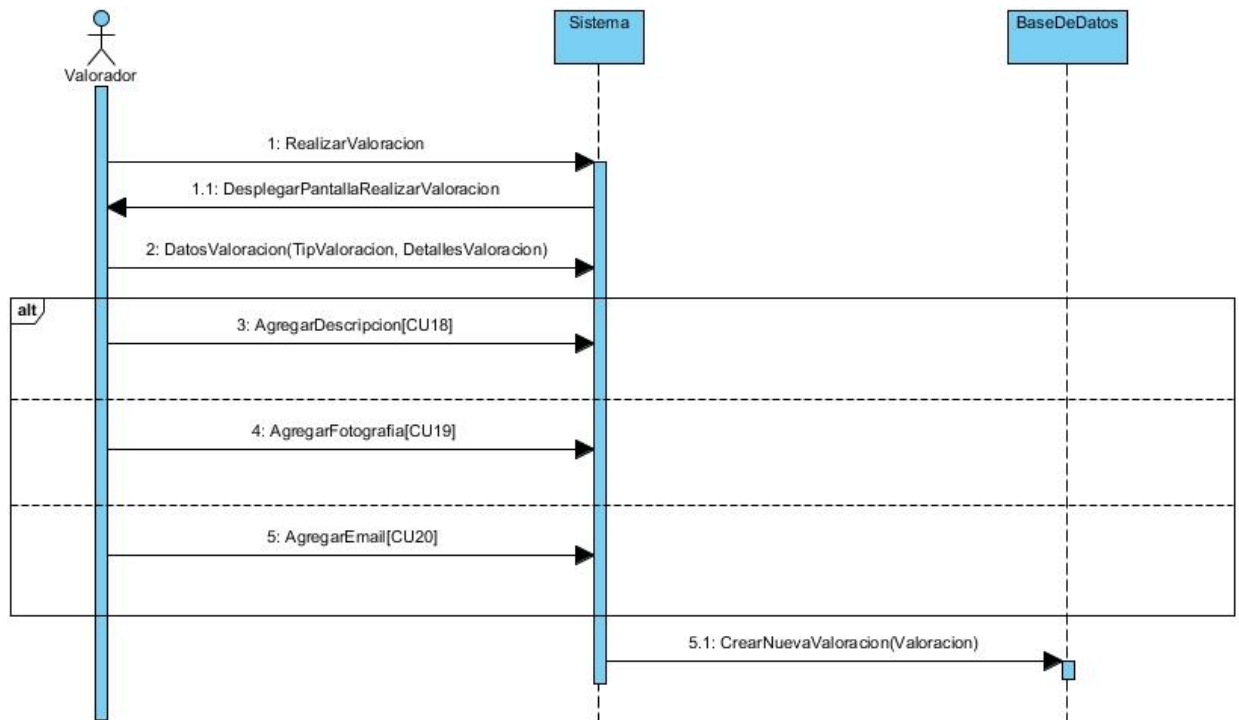 Sistema
BaseDeDatos
Valorador
1: RealizarValoracion
1.1: DesplegarPantallaRealizarValoracion
2: DatosValoracion(TipValoracion, DetallesValoracion)
alt
3: AgregarDescripcion[CU18]
4: AgregarFotografia[CU19]
5: AgregarEmail[CU20]
5.1: CrearNuevaValoracion(Valoracion)